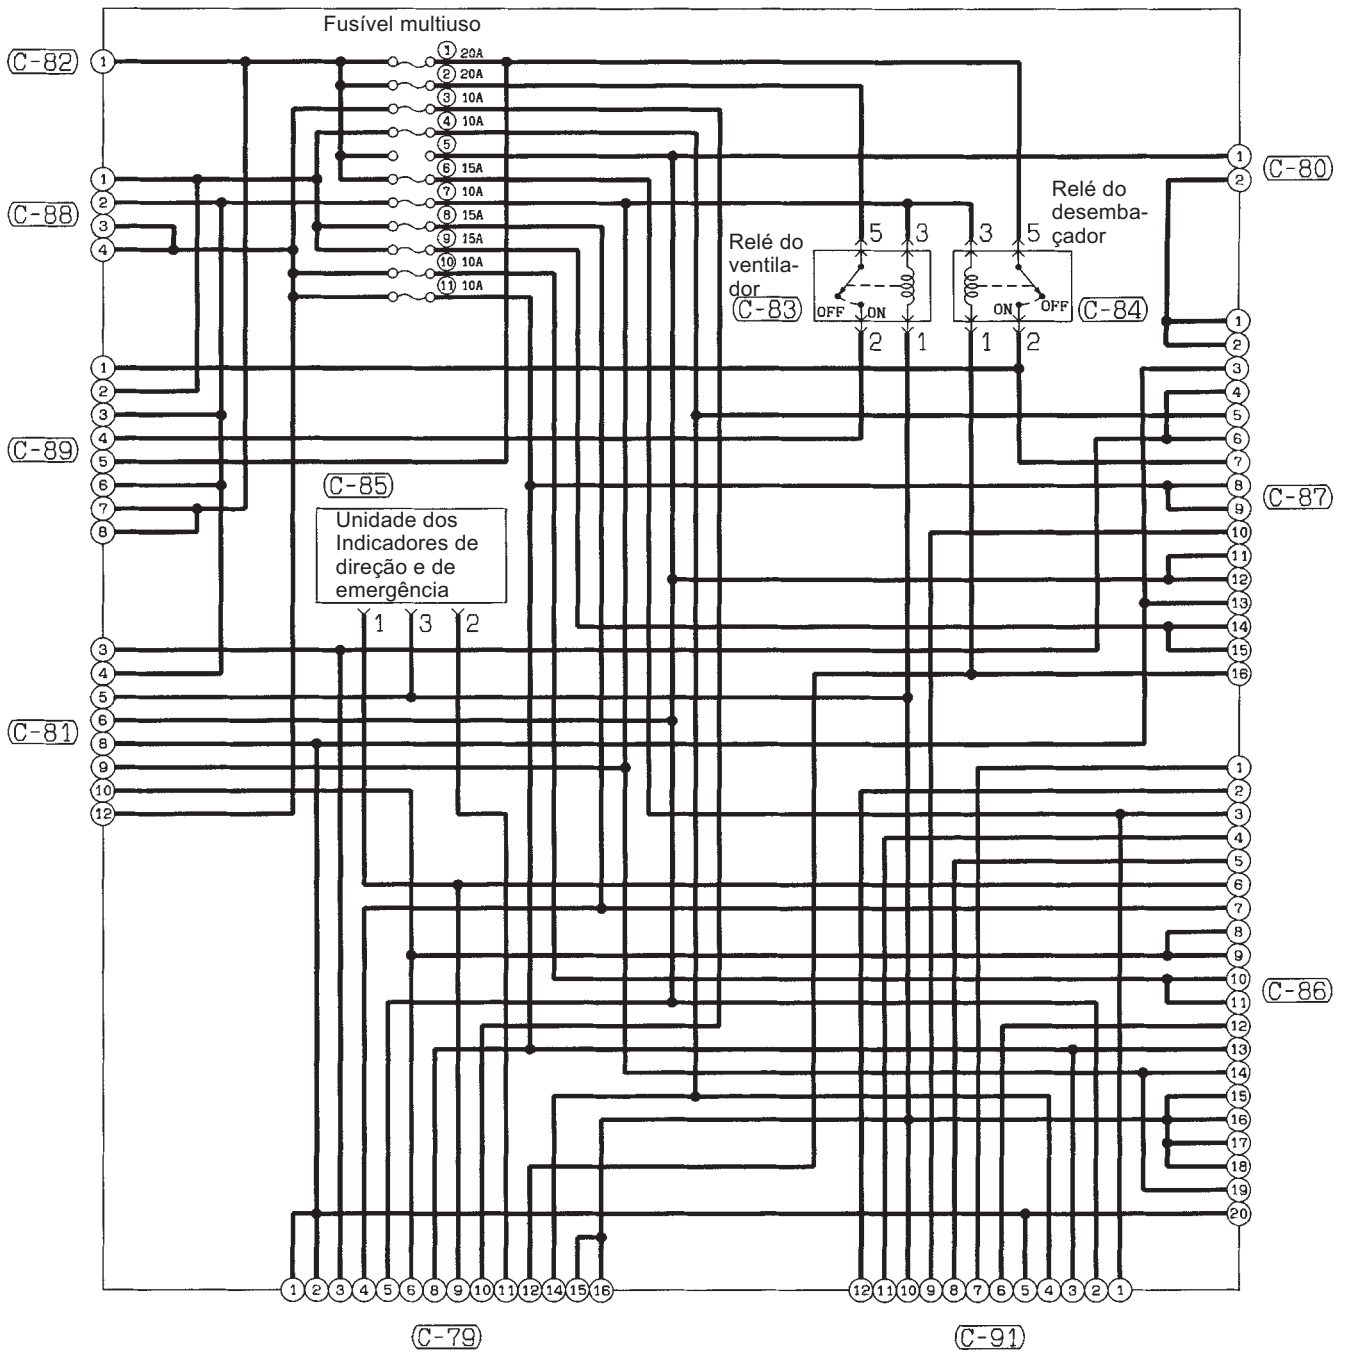 Fusível multiuso
C-82
1
1 20A
2 20A
3 10A
4 10A
5
6 15A
7 10A
8 15A
9 15A
10 10A
11 10A
C-88
1
2
3
4
1
2
C-80
Relé do
ventila-
dor
C-83
5 3
OFF ON
2 1
Relé do
desemba-
çador
C-84
3 5
ON OFF
1 2
C-89
1
2
3
4
5
6
7
8
C-85
Unidade dos
Indicadores de
direção e de
emergência
1 3 2
1
2
3
4
5
6
7
8
9
10
11
12
13
14
15
16
C-87
C-81
3
4
5
6
8
9
10
12
1
2
3
4
5
6
7
8
9
10
11
12
13
14
15
16
17
18
19
20
C-86
1 2 3 4 5 6 8 9 10 11 12 14 15 16
C-79
12 11 10 9 8 7 6 5 4 3 2 1
C-91